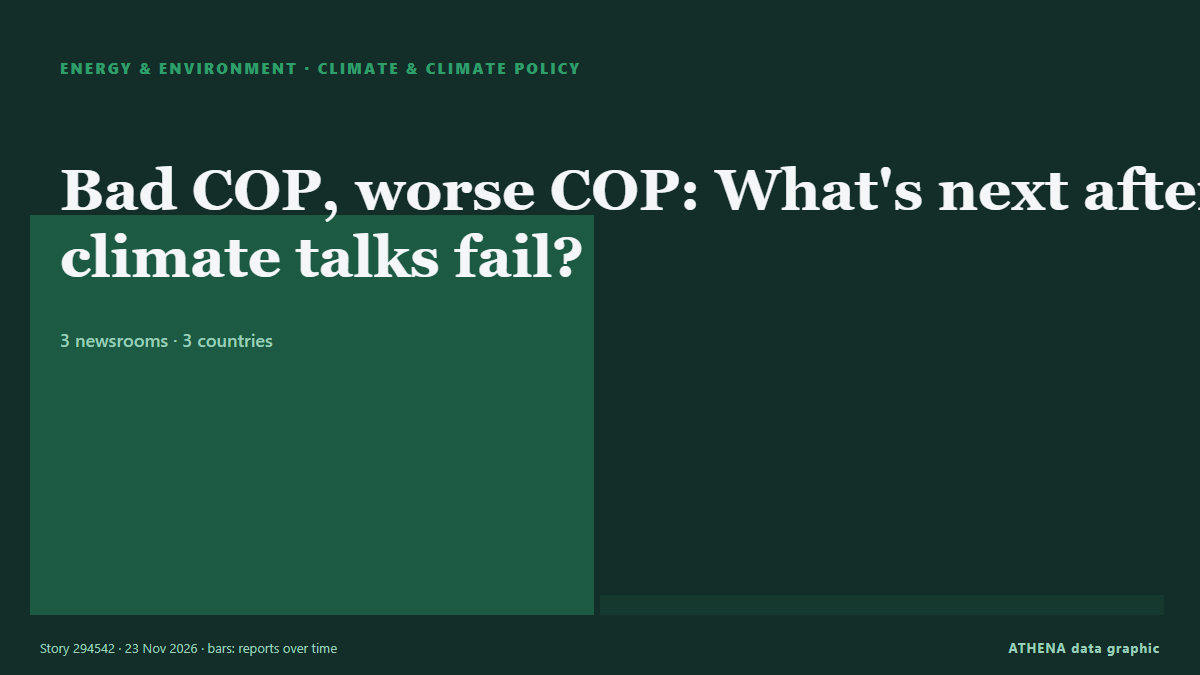 ENERGY & ENVIRONMENT · CLIMATE & CLIMATE POLICY
Bad COP, worse COP: What's next after
climate talks fail?
3 newsrooms · 3 countries
Story 294542 · 23 Nov 2026 · bars: reports over time
ATHENA data graphic